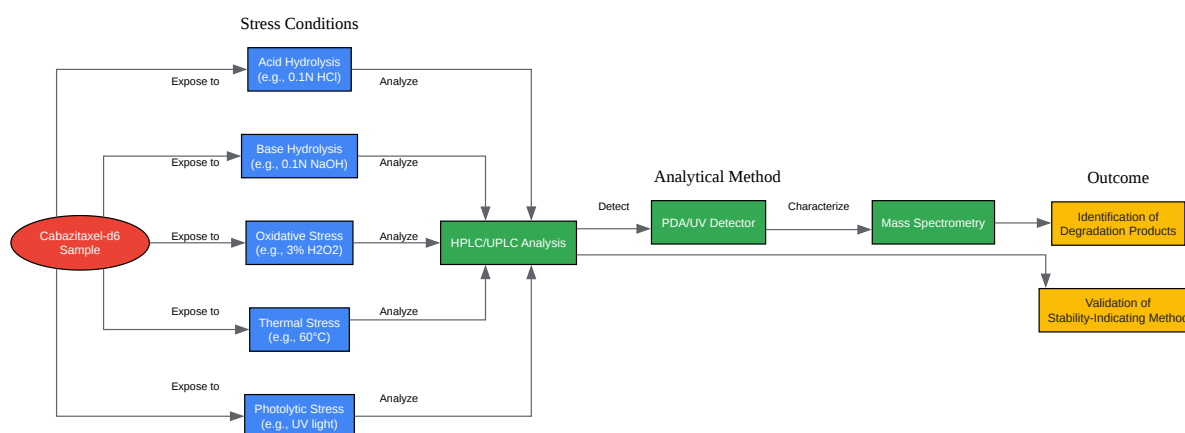 Stress Conditions
Acid Hydrolysis
(e.g., 0.1N HCl)
Expose to
Analyze
Base Hydrolysis
(e.g., 0.1N NaOH)
Expose to
Analyze
Analytical Method
Outcome
Cabazitaxel-d6
Sample
Expose to
Oxidative Stress
(e.g., 3% H2O2)
Analyze
HPLC/UPLC Analysis
Detect
PDA/UV Detector
Characterize
Mass Spectrometry
Identification of
Degradation Products
Validation of
Stability-Indicating Method
Expose to
Thermal Stress
(e.g., 60°C)
Analyze
Expose to
Photolytic Stress
(e.g., UV light)
Analyze